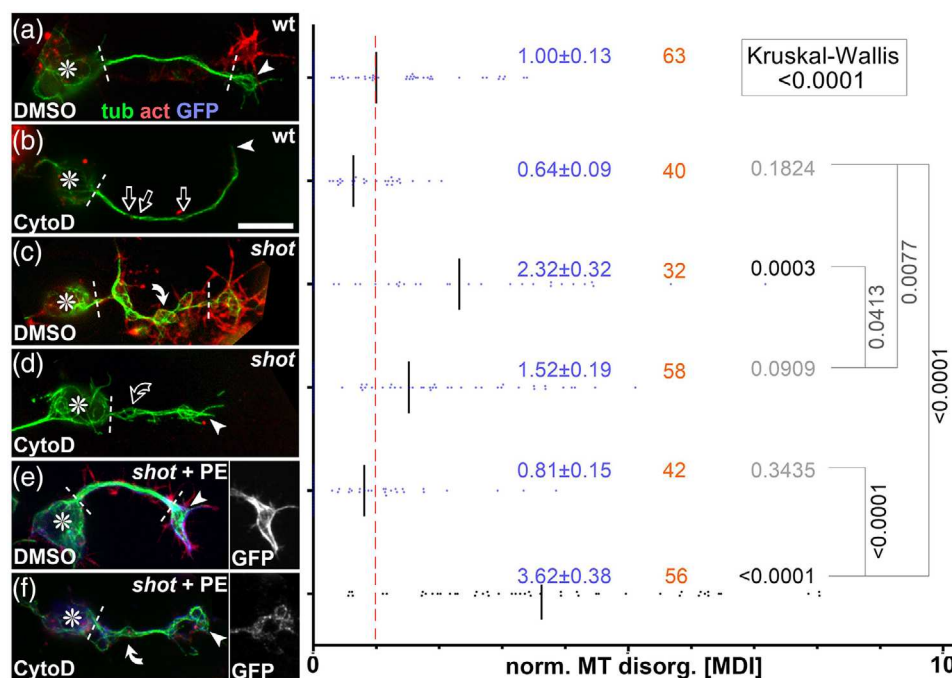 (a) wt
DMSO tub act GFP
(b) wt
CytoD
(c) shot
DMSO
(d) shot
CytoD
(e) shot + PE
DMSO GFP
(f) shot + PE
CytoD GFP
1.00±0.13 63 Kruskal-Wallis
<0.0001
0.64±0.09 40 0.1824
2.32±0.32 32 0.0003
1.52±0.19 58 0.0909
0.81±0.15 42 0.3435
3.62±0.38 56 <0.0001
0.0413
0.0077
<0.0001
<0.0001
0 norm. MT disorg. [MDI] 10